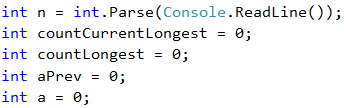 int n = int.Parse(Console.ReadLine());
int countCurrentLongest = 0;
int countLongest = 0;
int aPrev = 0;
int a = 0;